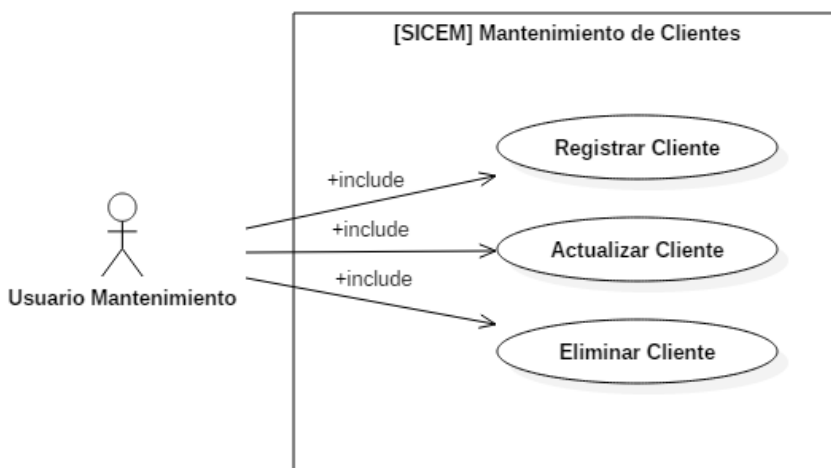 [SICEM] Mantenimiento de Clientes
Registrar Cliente
+include
+include
Actualizar Cliente
+include
Usuario Mantenimiento
Eliminar Cliente